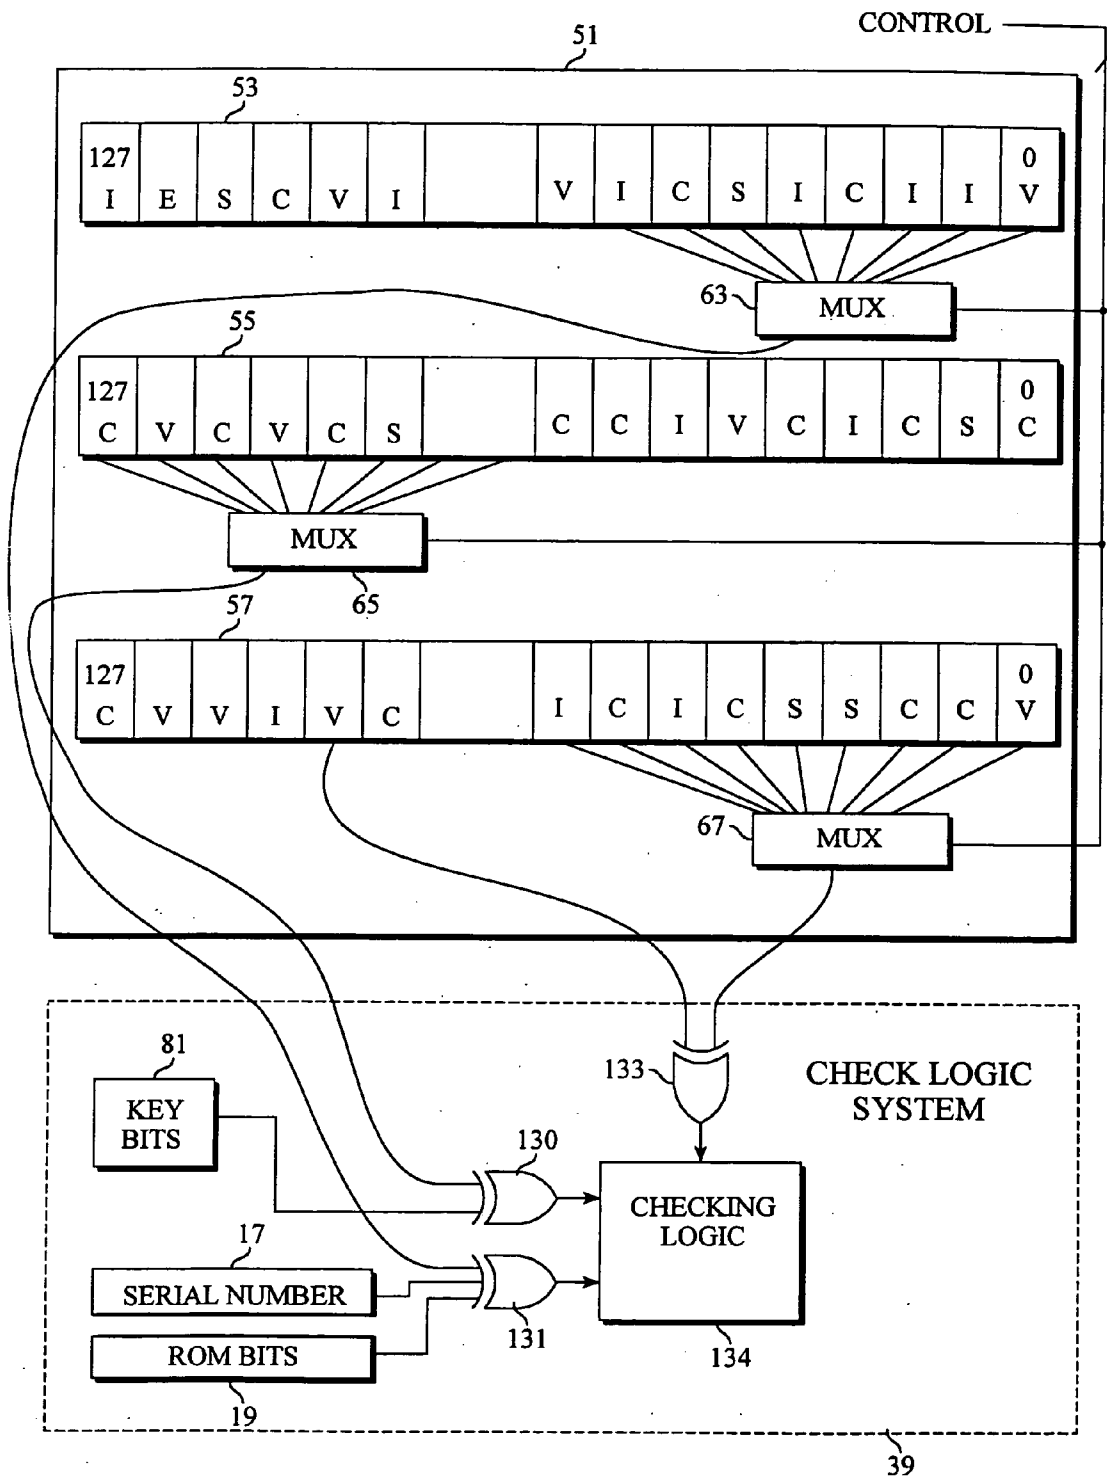 CONTROL
51
53
127 0
I E S C V I V I C S I C I I V
63 MUX
55
127 0
C V C V C S C C I V C I C S C
MUX
65
57
127 0
C V V I V C I C I C S S C C V
67 MUX
81
KEY
BITS
133
CHECK LOGIC
SYSTEM
130
CHECKING
LOGIC
17
SERIAL NUMBER
131
134
ROM BITS
19
39